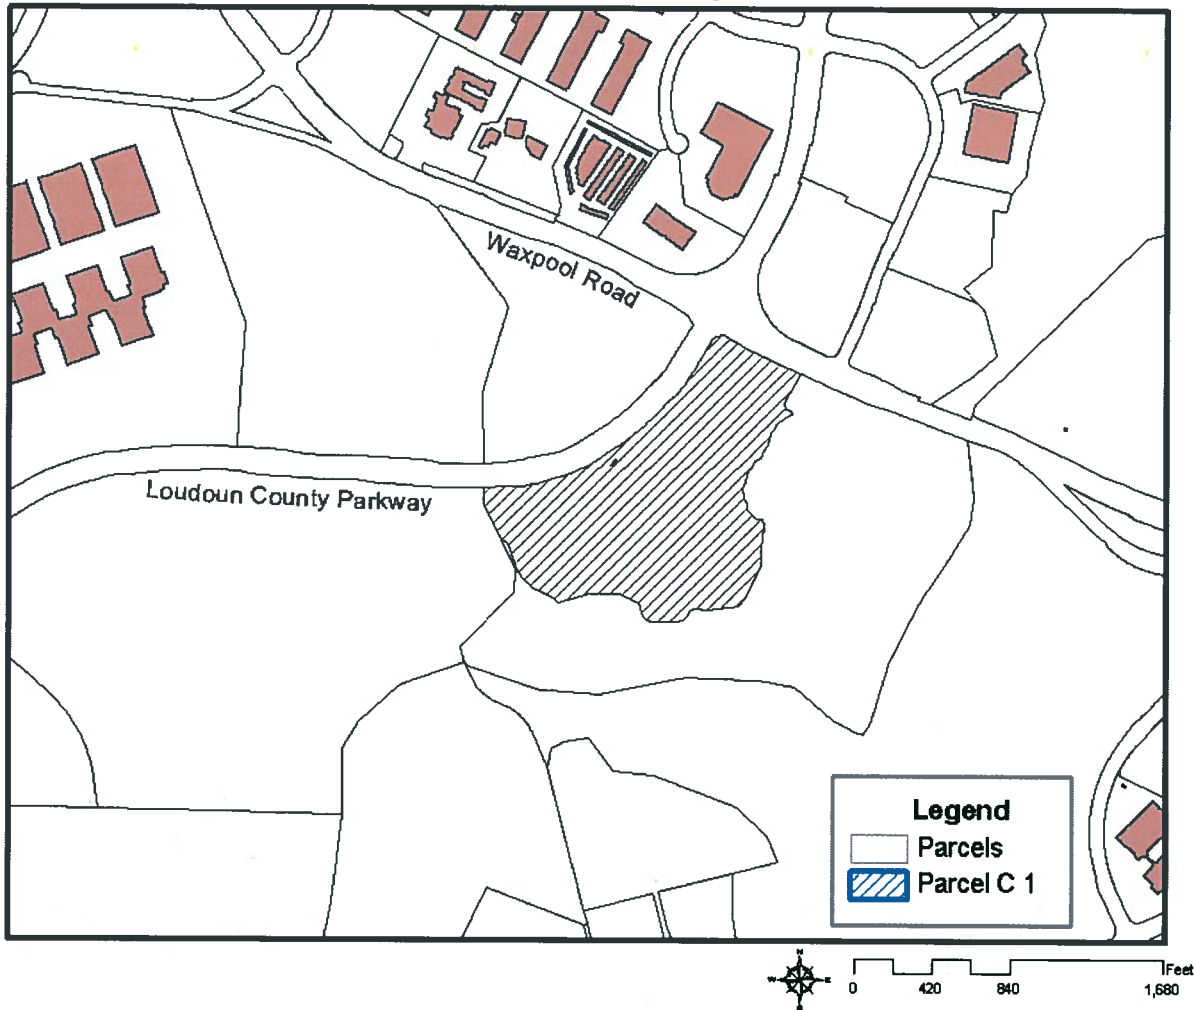 Waxpool Road
Loudoun County Parkway
Legend
Parcels
Parcel C 1
N
W E
S
Feet
0 420 840 1,680